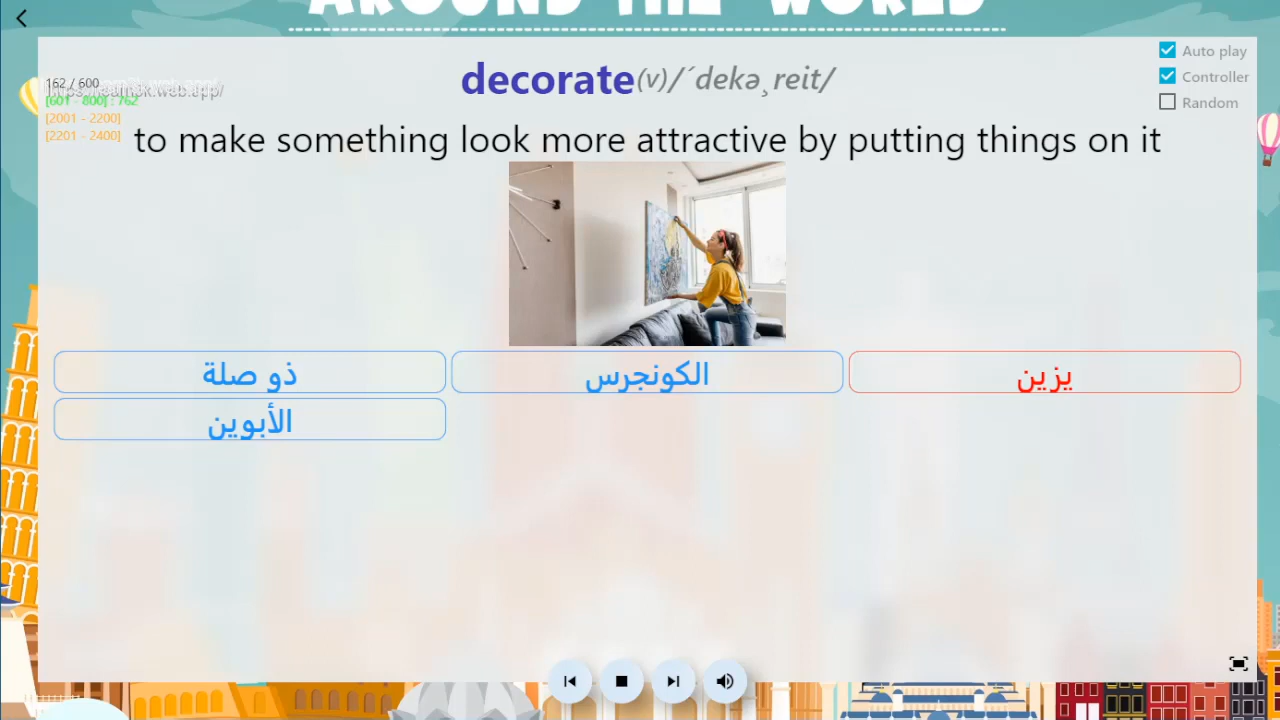 AROUND THE WORLD
decorate(v)/ˊdekəˌreit/
162 / 600
[601 - 800] : 762
[2001 - 2200]
[2201 - 2400]
Auto play
Controller
Random
to make something look more attractive by putting things on it
ذو صلة
الكونجرس
يزين
الأبوين